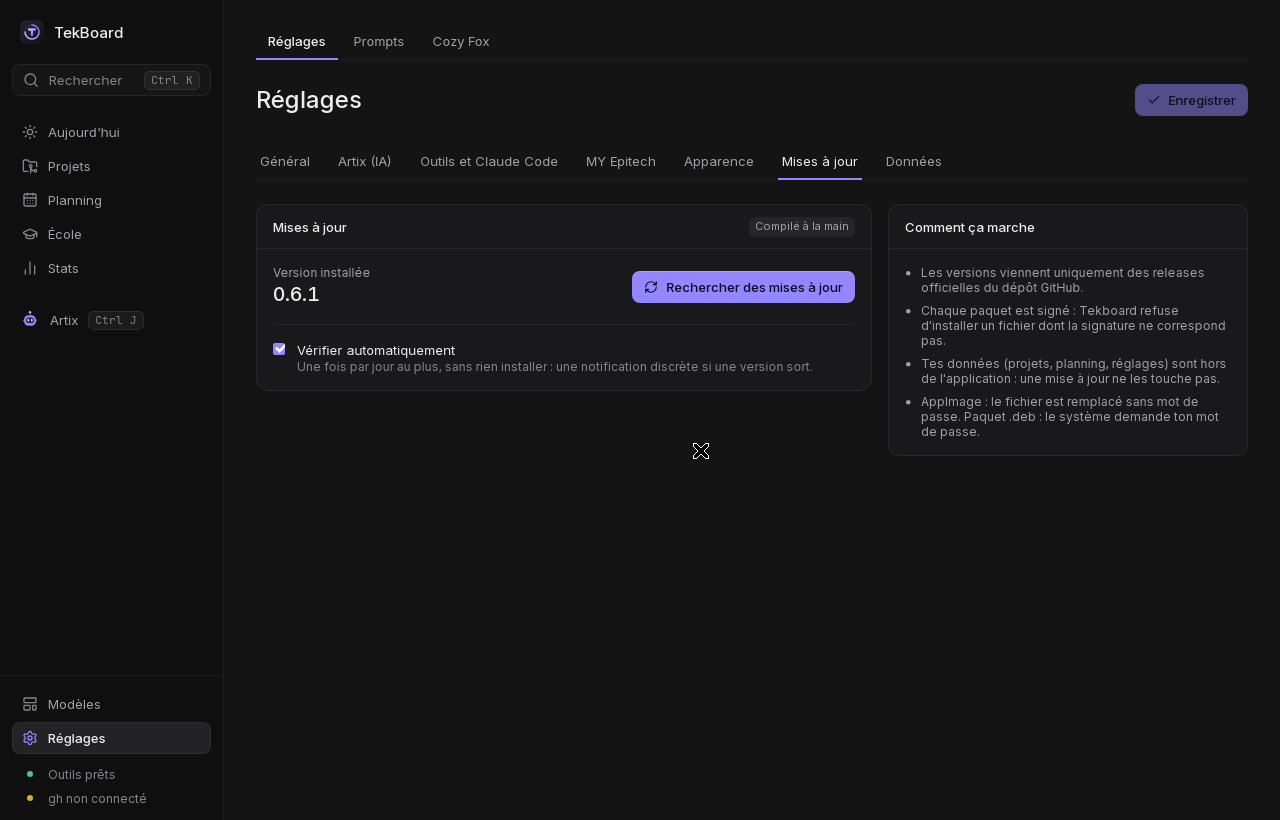 TekBoard
Rechercher Ctrl K
Aujourd'hui
Projets
Planning
École
Stats
Artix Ctrl J
Modèles
Réglages
Outils prêts
gh non connecté
Réglages Prompts Cozy Fox
Réglages
Enregistrer
Général Artix (IA) Outils et Claude Code MY Epitech Apparence Mises à jour Données
Mises à jour
Compilé à la main
Version installée
0.6.1
Rechercher des mises à jour
Vérifier automatiquement
Une fois par jour au plus, sans rien installer : une notification discrète si une version sort.
Comment ça marche
Les versions viennent uniquement des releases
officielles du dépôt GitHub.
Chaque paquet est signé : Tekboard refuse
d'installer un fichier dont la signature ne correspond
pas.
Tes données (projets, planning, réglages) sont hors
de l'application : une mise à jour ne les touche pas.
AppImage : le fichier est remplacé sans mot de
passe. Paquet .deb : le système demande ton mot
de passe.